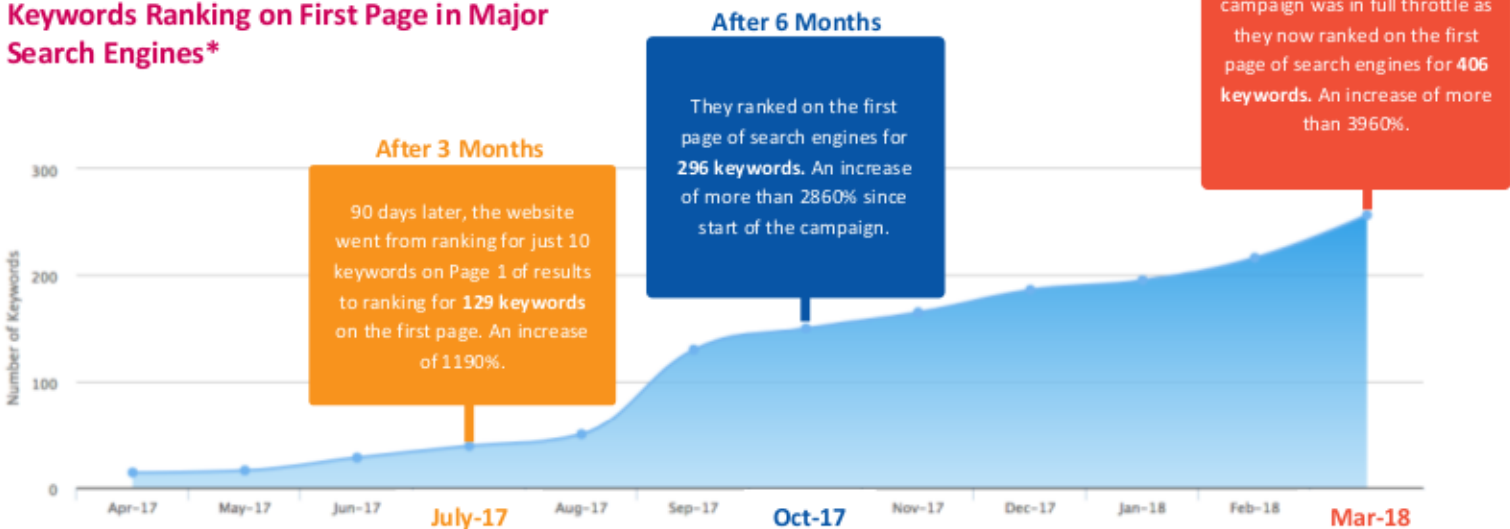 Keywords Ranking on First Page in Major
Search Engines*
After 3 Months
90 days later, the website
went from ranking for just 10
keywords on Page 1 of results
to ranking for 129 keywords
on the first page. An increase
of 1190%.
After 6 Months
They ranked on the first
page of search engines for
296 keywords. An increase
of more than 2860% since
start of the campaign.
campaign was in full throttle as
they now ranked on the first
page of search engines for 406
keywords. An increase of more
than 3960%.
Number of Keywords
300
200
100
0
Apr-17
May-17
Jun-17
July-17
Aug-17
Sep-17
Oct-17
Nov-17
Dec-17
Jan-18
Feb-18
Mar-18